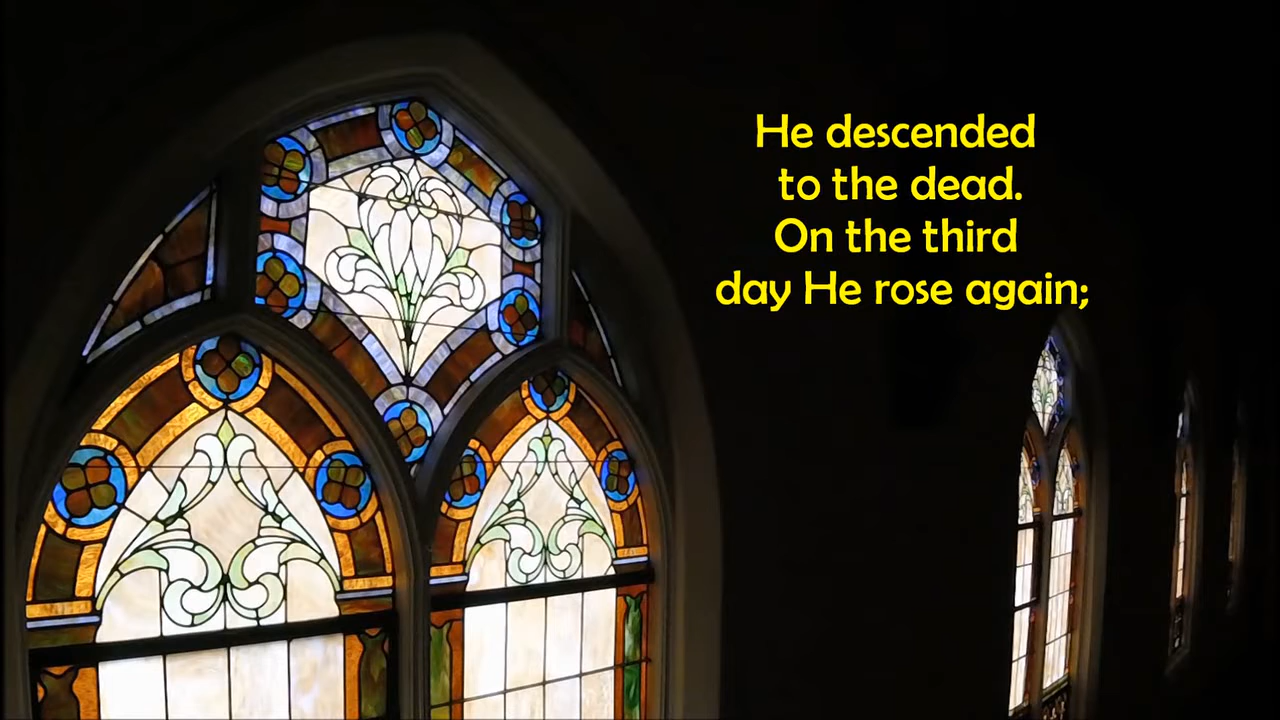 He descended
to the dead.
On the third
day He rose again;